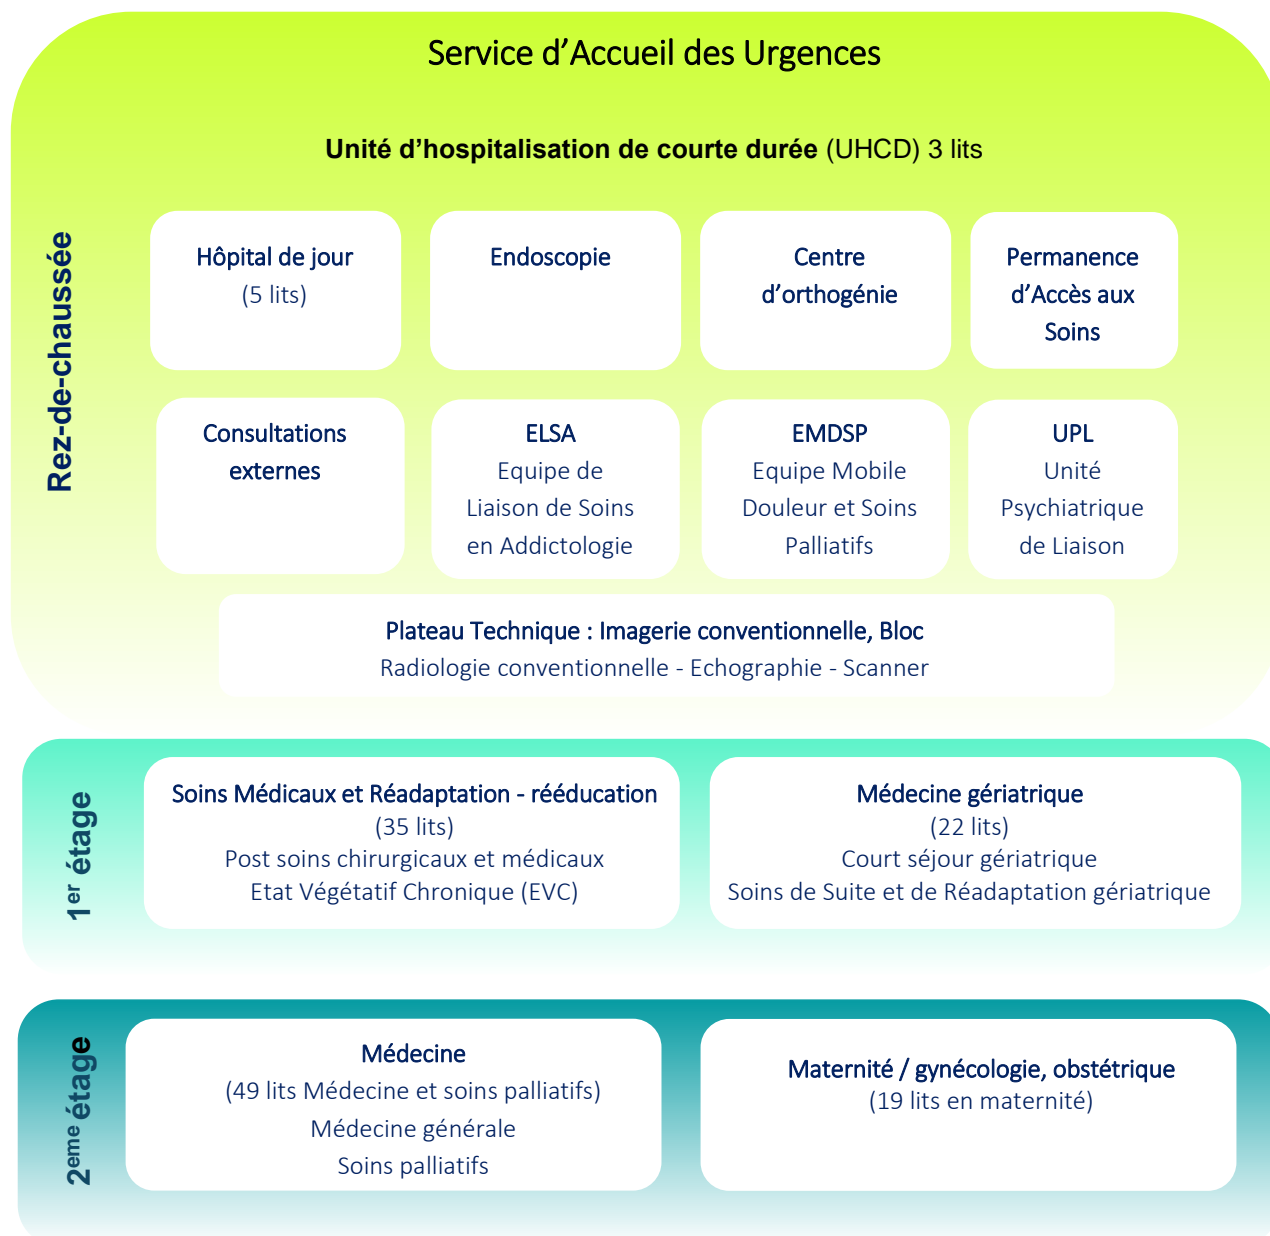 Service d’Accueil des Urgences
Unité d’hospitalisation de courte durée (UHCD) 3 lits
Rez-de-chaussée
Hôpital de jour
(5 lits)
Endoscopie
Centre
d’orthogénie
Permanence
d’Accès aux
Soins
Consultations
externes
ELSA
Equipe de
Liaison de Soins
en Addictologie
EMDSP
Equipe Mobile
Douleur et Soins
Palliatifs
UPL
Unité
Psychiatrique
de Liaison
Plateau Technique : Imagerie conventionnelle, Bloc
Radiologie conventionnelle - Echographie - Scanner
1er étage
Soins Médicaux et Réadaptation - rééducation
(35 lits)
Post soins chirurgicaux et médicaux
Etat Végétatif Chronique (EVC)
Médecine gériatrique
(22 lits)
Court séjour gériatrique
Soins de Suite et de Réadaptation gériatrique
2eme étage
Médecine
(49 lits Médecine et soins palliatifs)
Médecine générale
Soins palliatifs
Maternité / gynécologie, obstétrique
(19 lits en maternité)